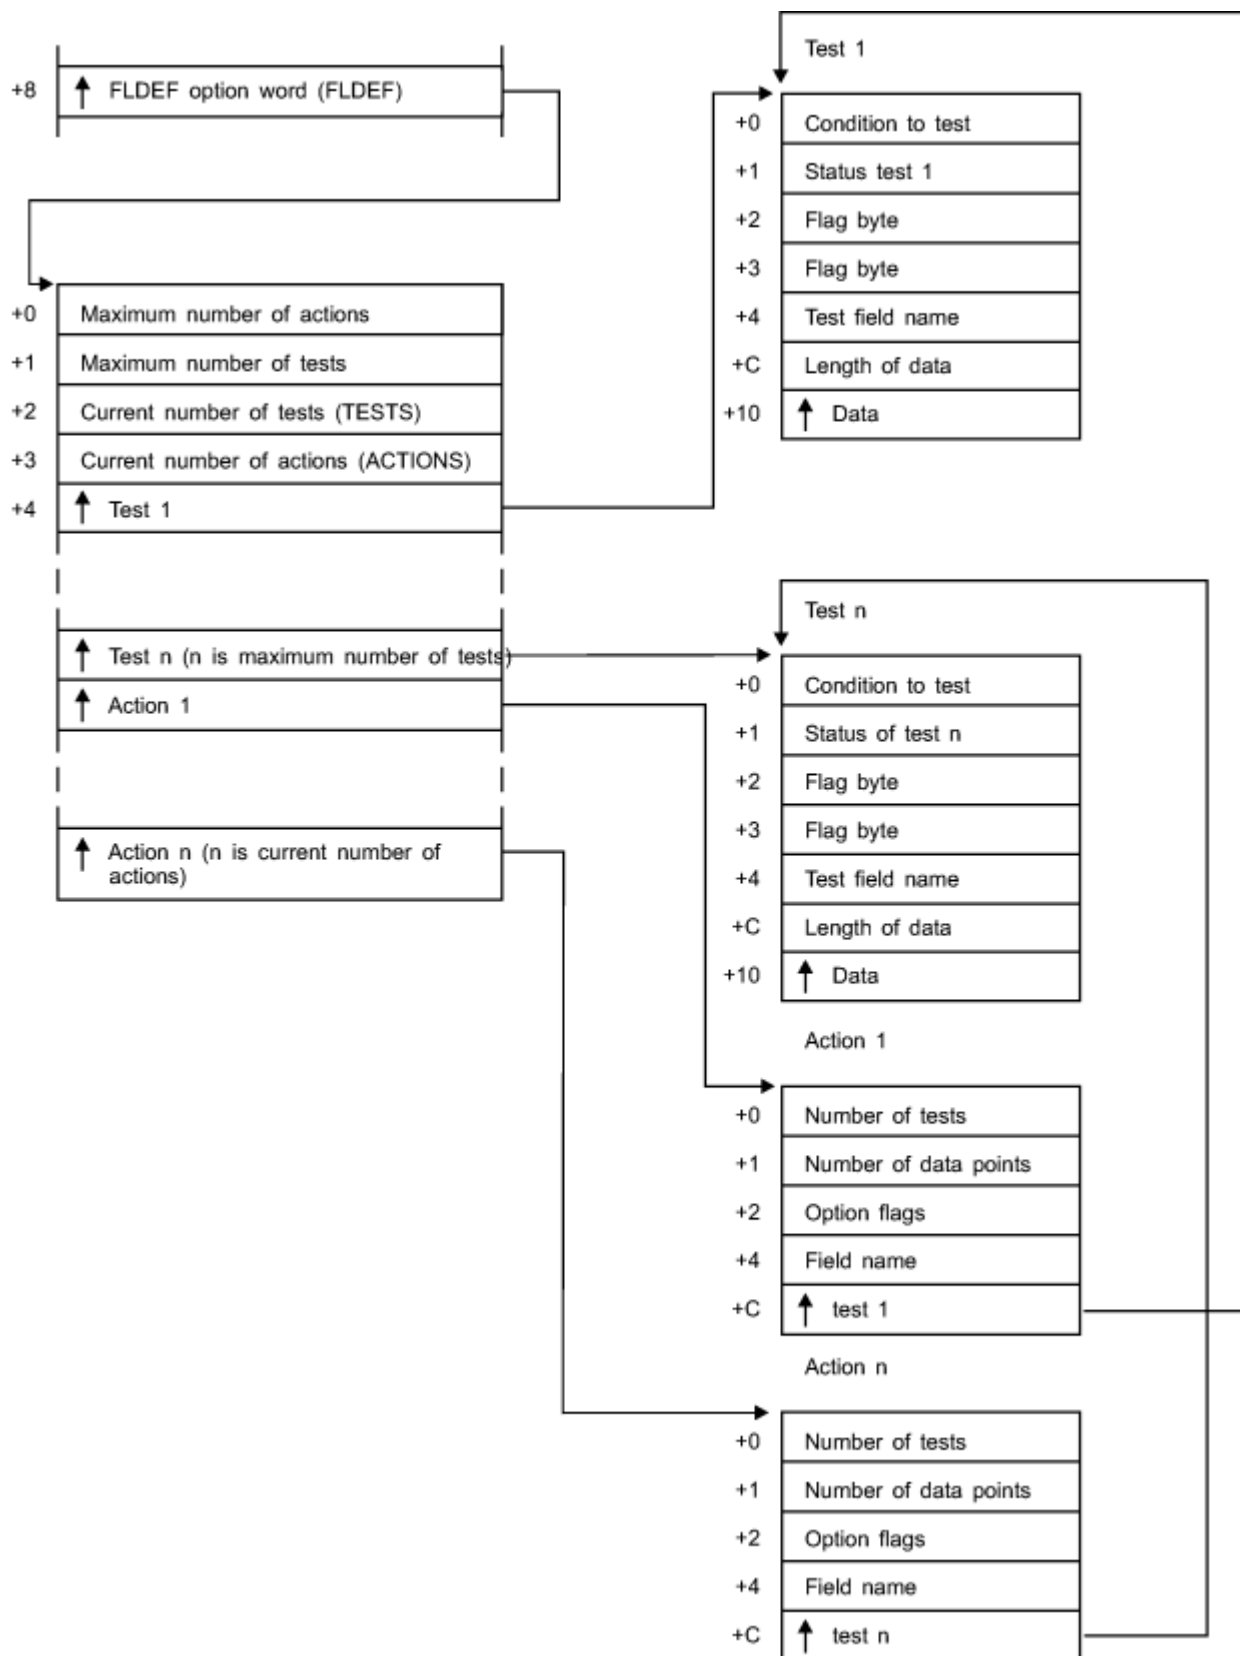 +8 FLDEF option word (FLDEF)
+0 Maximum number of actions
+1 Maximum number of tests
+2 Current number of tests (TESTS)
+3 Current number of actions (ACTIONS)
+4 Test 1
Test n (n is maximum number of tests)
Action 1
Action n (n is current number of
actions)
Test 1
+0 Condition to test
+1 Status test 1
+2 Flag byte
+3 Flag byte
+4 Test field name
+C Length of data
+10 Data
Test n
+0 Condition to test
+1 Status of test n
+2 Flag byte
+3 Flag byte
+4 Test field name
+C Length of data
+10 Data
Action 1
+0 Number of tests
+1 Number of data points
+2 Option flags
+4 Field name
+C test 1
Action n
+0 Number of tests
+1 Number of data points
+2 Option flags
+4 Field name
+C test n